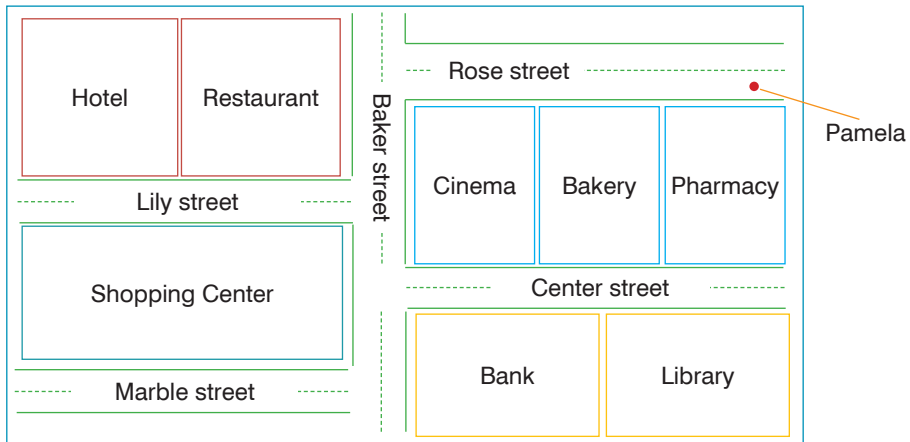 Rose street
Hotel
Restaurant
Baker street
Pamela
Cinema
Bakery
Pharmacy
Lily street
Shopping Center
Center street
Bank
Library
Marble street